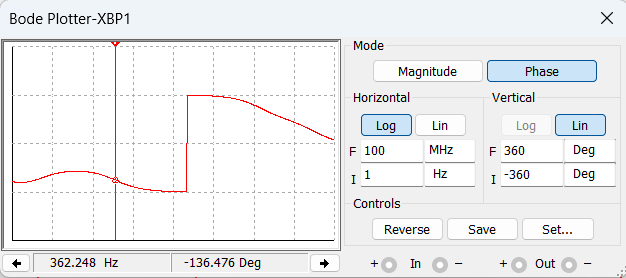 Bode Plotter-XBP1
Mode
Magnitude Phase
Horizontal Vertical
Log Lin Log Lin
F 100 MHz F 360 Deg
I 1 Hz I -360 Deg
Controls
Reverse Save Set...
362.248 Hz -136.476 Deg + In − + Out −